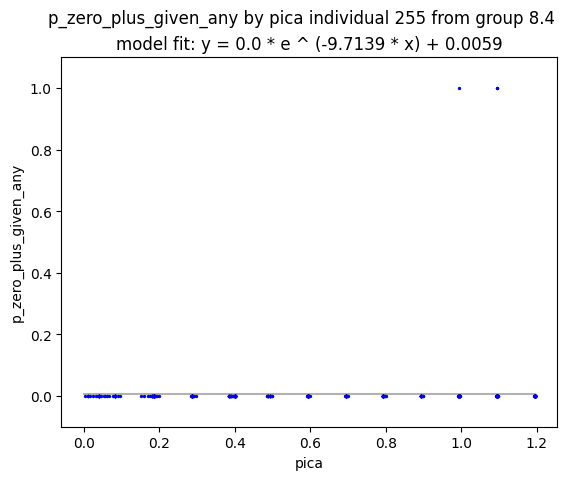 p_zero_plus_given_any by pica individual 255 from group 8.4
model fit: y = 0.0 * e ^ (-9.7139 * x) + 0.0059
p_zero_plus_given_any
1.0
0.8
0.6
0.4
0.2
0.0
0.0 0.2 0.4 0.6 0.8 1.0 1.2
pica